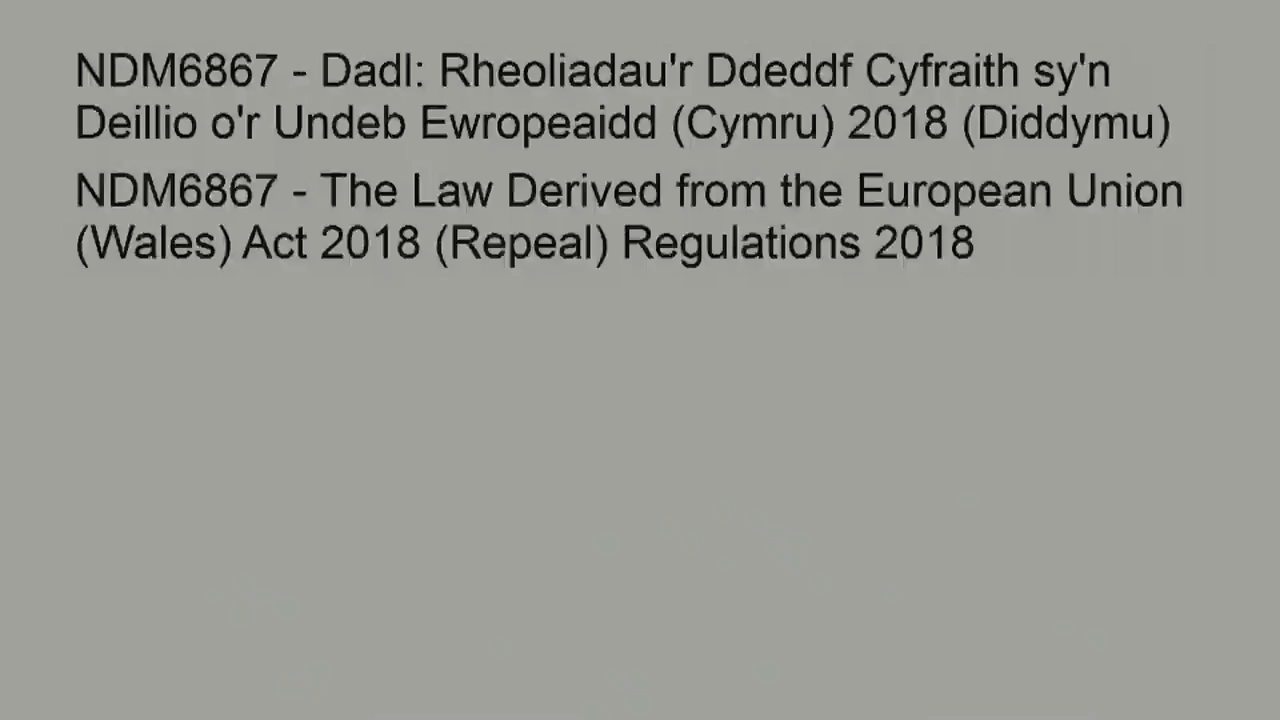 NDM6867 - Dadl: Rheoliadau'r Ddeddf Cyfraith sy'n
Deillio o'r Undeb Ewropeaidd (Cymru) 2018 (Diddymu)
NDM6867 - The Law Derived from the European Union
(Wales) Act 2018 (Repeal) Regulations 2018